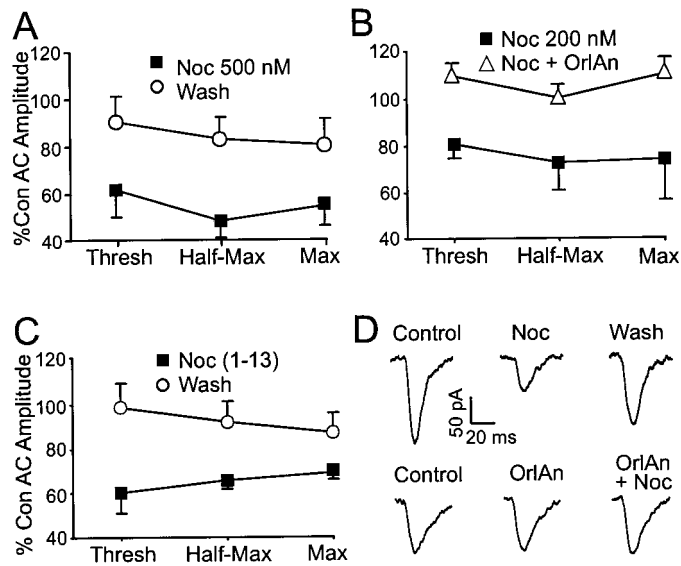 A
Noc 500 nM
Wash
%Con AC Amplitude
120
100
80
60
40
Thresh Half-Max Max
B
Noc 200 nM
Noc + OrlAn
120
100
80
60
40
Thresh Half-Max Max
C
Noc (1-13)
Wash
% Con AC Amplitude
120
100
80
60
40
Thresh Half-Max Max
D
Control Noc Wash
50 pA
20 ms
Control OrlAn OrlAn
+ Noc